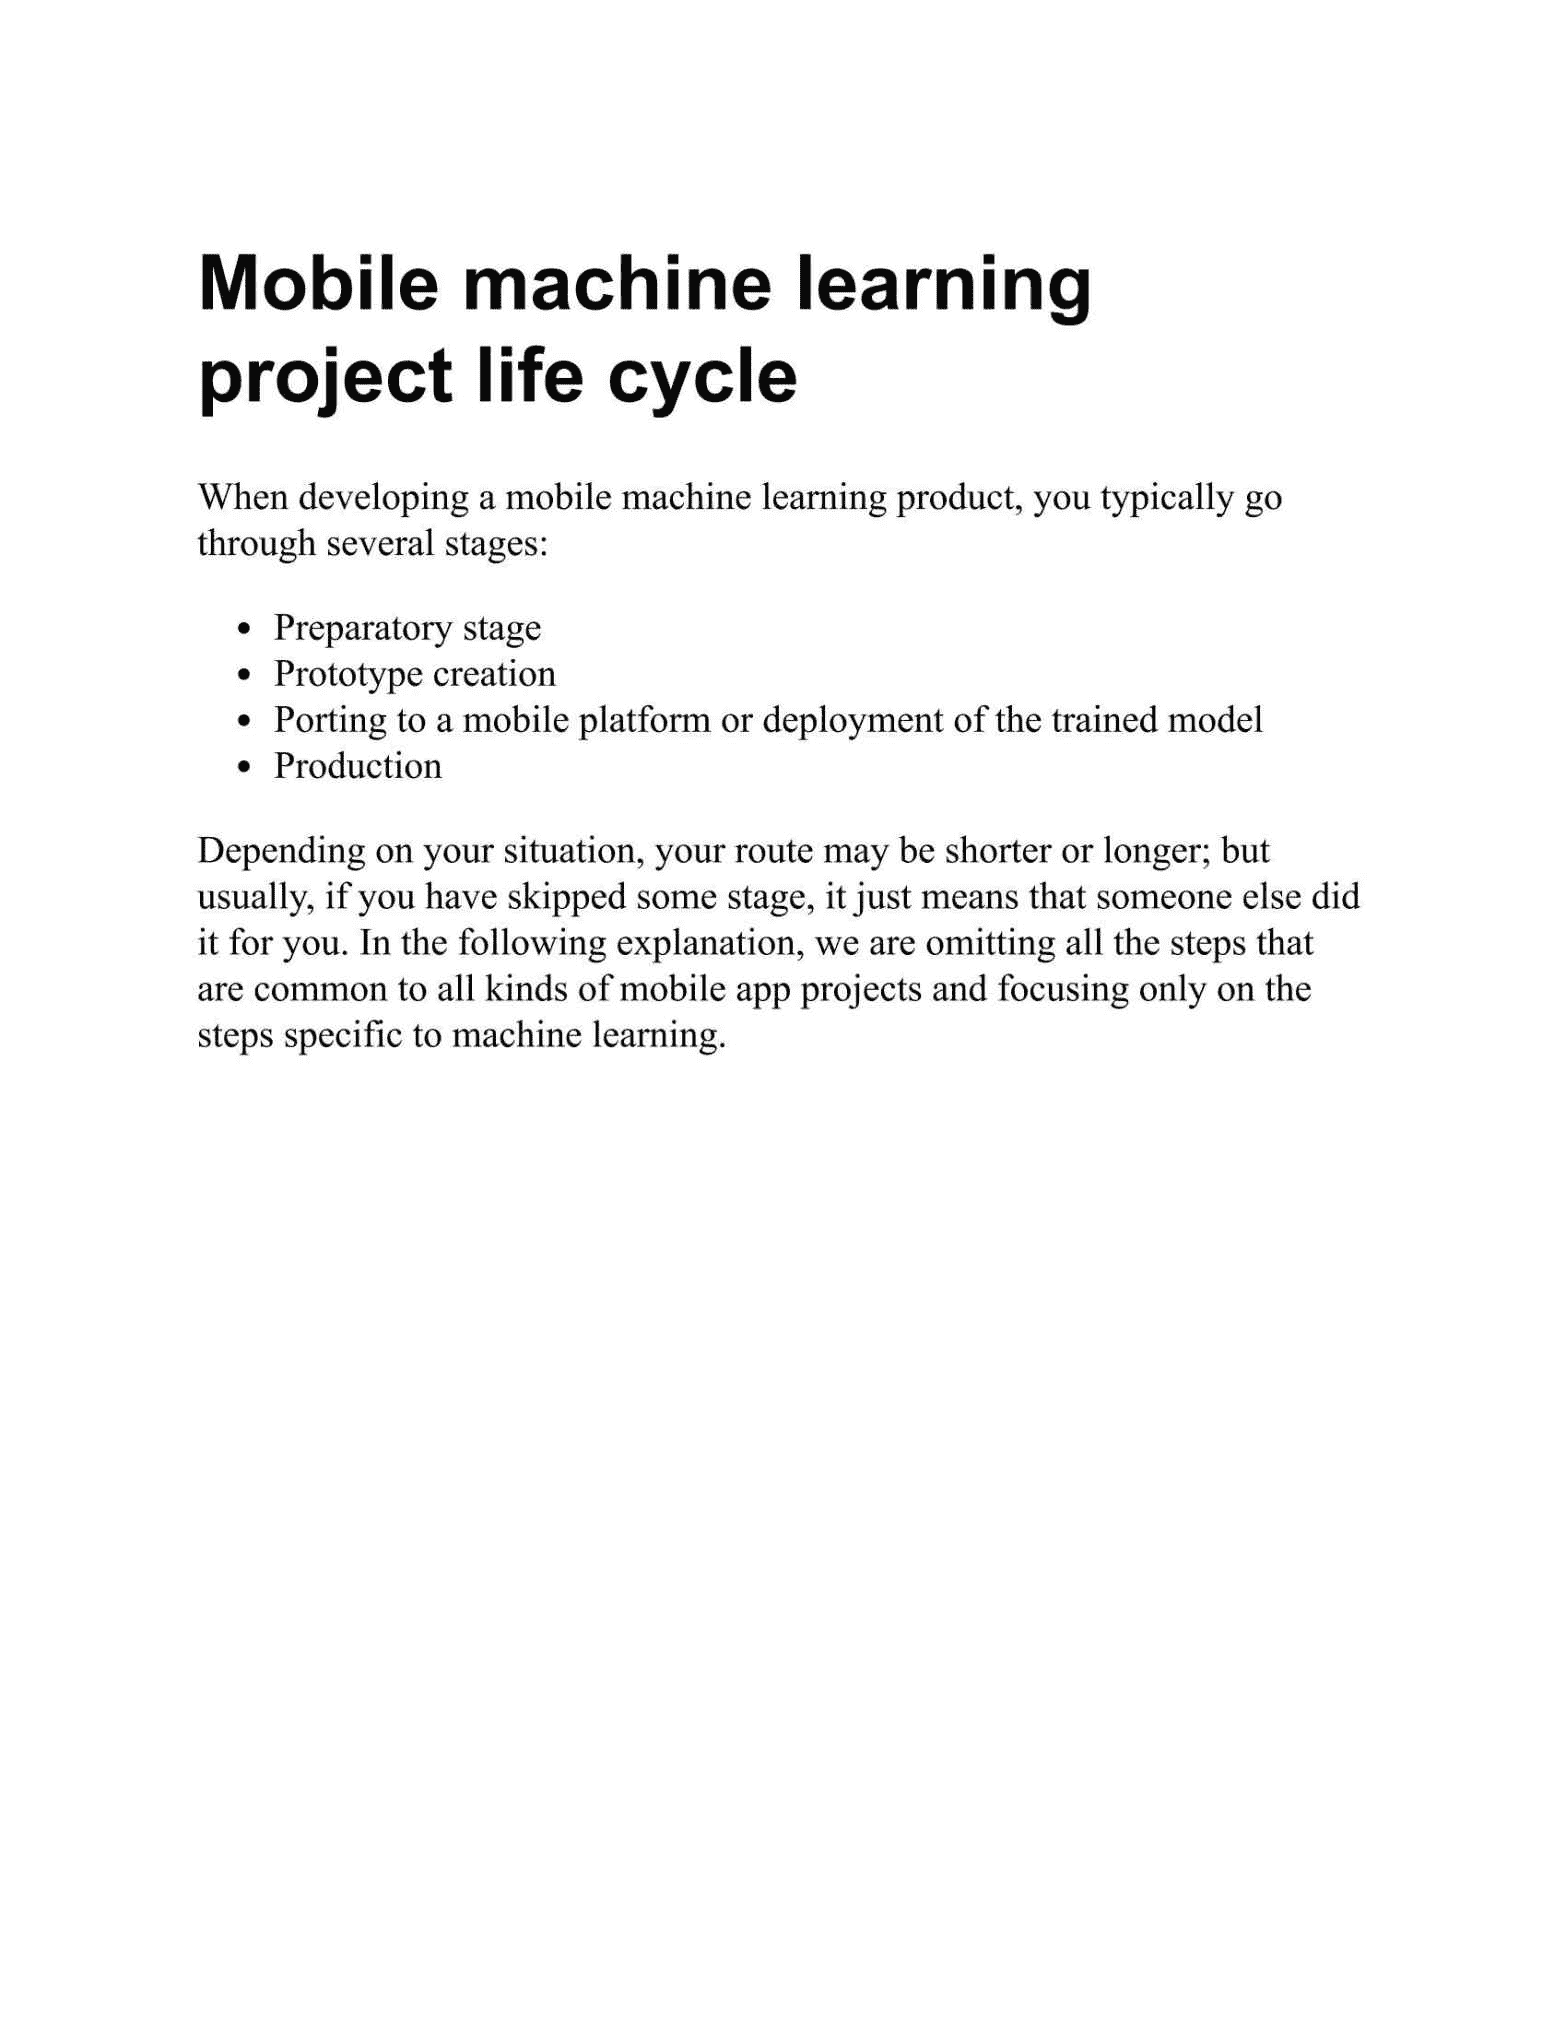 Mobile machine learning
project life cycle
When developing a mobile machine learning product, you typically go
through several stages:
• Preparatory stage
• Prototype creation
• Porting to a mobile platform or deployment of the trained model
• Production
Depending on your situation, your route may be shorter or longer; but
usually, if you have skipped some stage, it just means that someone else did
it for you. In the following explanation, we are omitting all the steps that
are common to all kinds of mobile app projects and focusing only on the
steps specific to machine learning.